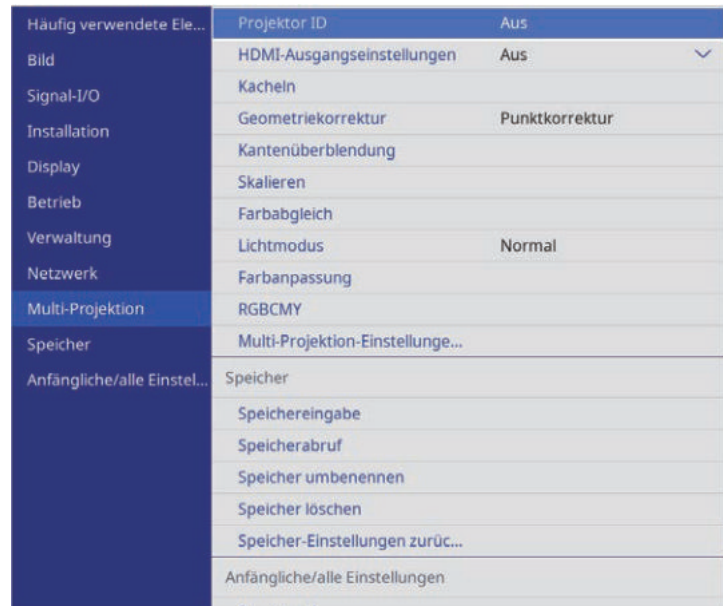 Häufig verwendete Ele...
Bild
Signal-I/O
Installation
Display
Betrieb
Verwaltung
Netzwerk
Multi-Projektion
Speicher
Anfängliche/alle Einstel...
Projektor ID Aus
HDMI-Ausgangseinstellungen Aus
Kacheln
Geometriekorrektur Punktkorrektur
Kantenüberblendung
Skalieren
Farbabgleich
Lichtmodus Normal
Farbanpassung
RGBCMY
Multi-Projektion-Einstellunge...
Speicher
Speichereingabe
Speicherabruf
Speicher umbenennen
Speicher löschen
Speicher-Einstellungen zurüc...
Anfängliche/alle Einstellungen